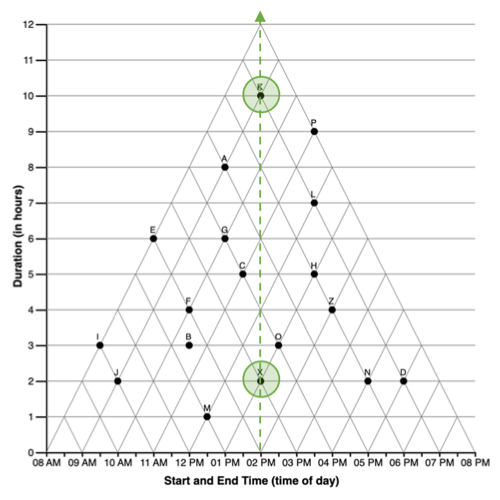 12
11
10
K
9
P
8
A
7
L
6
E
G
5
C
H
4
F
Z
3
I
B
O
2
J
X
N
D
1
M
0
08 AM 09 AM 10 AM 11 AM 12 PM 01 PM 02 PM 03 PM 04 PM 05 PM 06 PM 07 PM 08 PM
Start and End Time (time of day)
Duration (in hours)